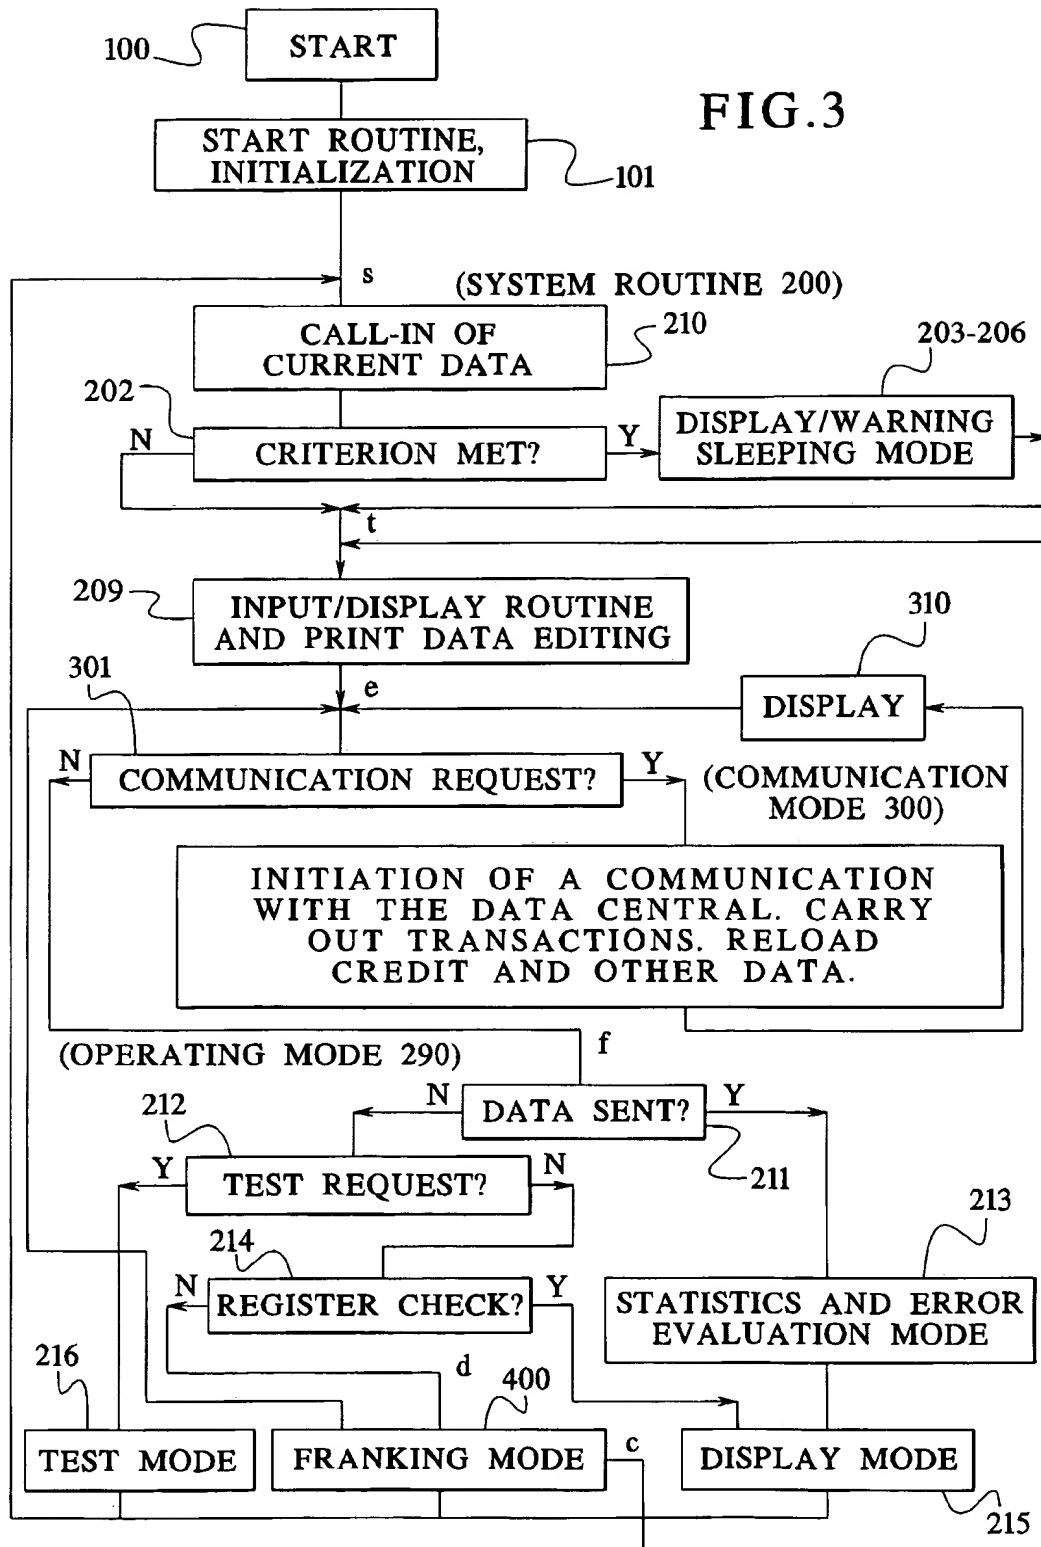 START
100
FIG.3
START ROUTINE,
INITIALIZATION
101
s
(SYSTEM ROUTINE 200)
CALL-IN OF
CURRENT DATA
210
203-206
202
N
CRITERION MET?
Y
DISPLAY/WARNING
SLEEPING MODE
t
209
INPUT/DISPLAY ROUTINE
AND PRINT DATA EDITING
310
301
e
DISPLAY
N
COMMUNICATION REQUEST?
Y
(COMMUNICATION
MODE 300)
INITIATION OF A COMMUNICATION
WITH THE DATA CENTRAL. CARRY
OUT TRANSACTIONS. RELOAD
CREDIT AND OTHER DATA.
f
(OPERATING MODE 290)
N
DATA SENT?
Y
212
211
Y
TEST REQUEST?
N
213
214
N
REGISTER CHECK?
Y
STATISTICS AND ERROR
EVALUATION MODE
216
d
400
TEST MODE
FRANKING MODE
c
DISPLAY MODE
215